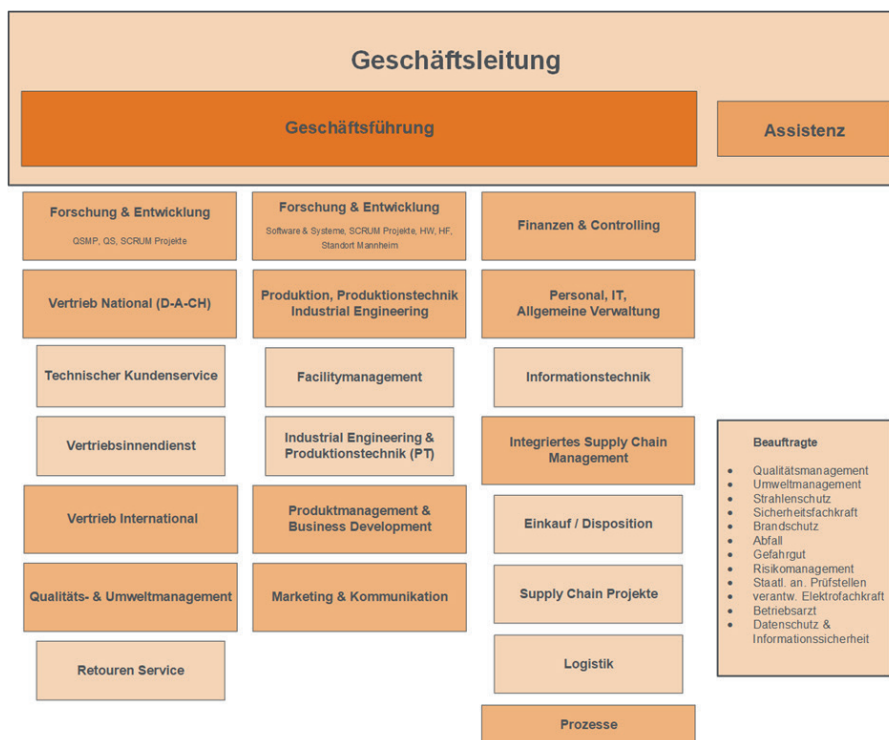 Geschäftsleitung
Geschäftsführung
Assistenz
Forschung & Entwicklung
QSMP, QS, SCRUM Projekte
Vertrieb National (D-A-CH)
Technischer Kundenservice
Vertriebsinnendienst
Vertrieb International
Qualitäts- & Umweltmanagement
Retouren Service
Forschung & Entwicklung
Software & Systeme, SCRUM Projekte, HW, HF,
Standort Mannheim
Produktion, Produktionstechnik
Industrial Engineering
Facilitymanagement
Industrial Engineering &
Produktionstechnik (PT)
Produktmanagement &
Business Development
Marketing & Kommunikation
Finanzen & Controlling
Personal, IT,
Allgemeine Verwaltung
Informationstechnik
Integriertes Supply Chain
Management
Einkauf / Disposition
Supply Chain Projekte
Logistik
Prozesse
Beauftragte
• Qualitätsmanagement
• Umweltmanagement
• Strahlenschutz
• Sicherheitsfachkraft
• Brandschutz
• Abfall
• Gefahrgut
• Risikomanagement
• Staatl. an. Prüfstellen
• verantw. Elektrofachkraft
• Betriebsarzt
• Datenschutz &
Informationssicherheit